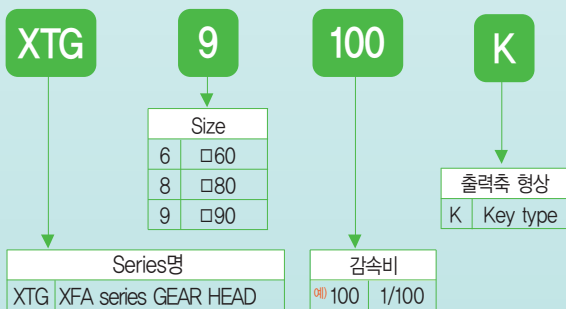 XTG 9 100 K
Size
6 □60
8 □80
9 □90
출력축 형상
K Key type
Series명
XTG XFA series GEAR HEAD
감속비
예) 100 1/100